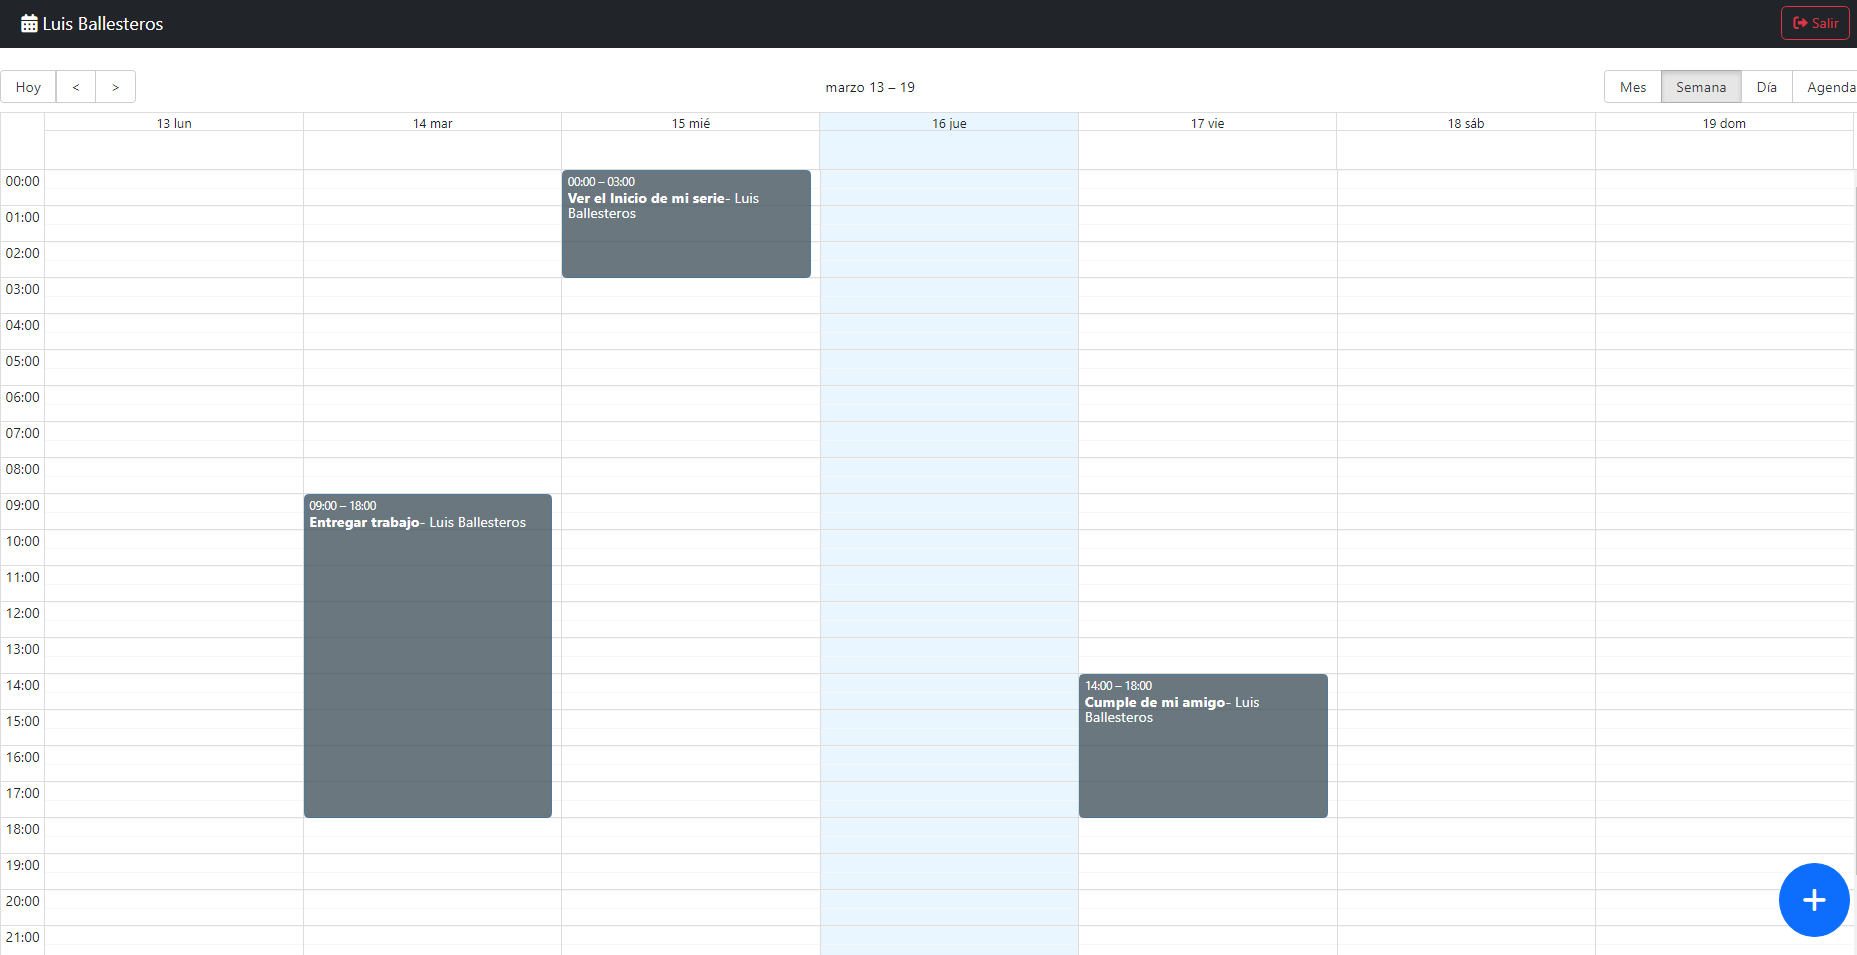 Luis Ballesteros
Salir
Hoy
<
>
marzo 13 – 19
Mes
Semana
Día
Agenda
13 lun
14 mar
15 mié
16 jue
17 vie
18 sáb
19 dom
00:00
01:00
02:00
03:00
04:00
05:00
06:00
07:00
08:00
09:00
10:00
11:00
12:00
13:00
14:00
15:00
16:00
17:00
18:00
19:00
20:00
21:00
09:00 – 18:00
Entregar trabajo- Luis Ballesteros
00:00 – 03:00
Ver el Inicio de mi serie- Luis
Ballesteros
14:00 – 18:00
Cumple de mi amigo- Luis
Ballesteros
+